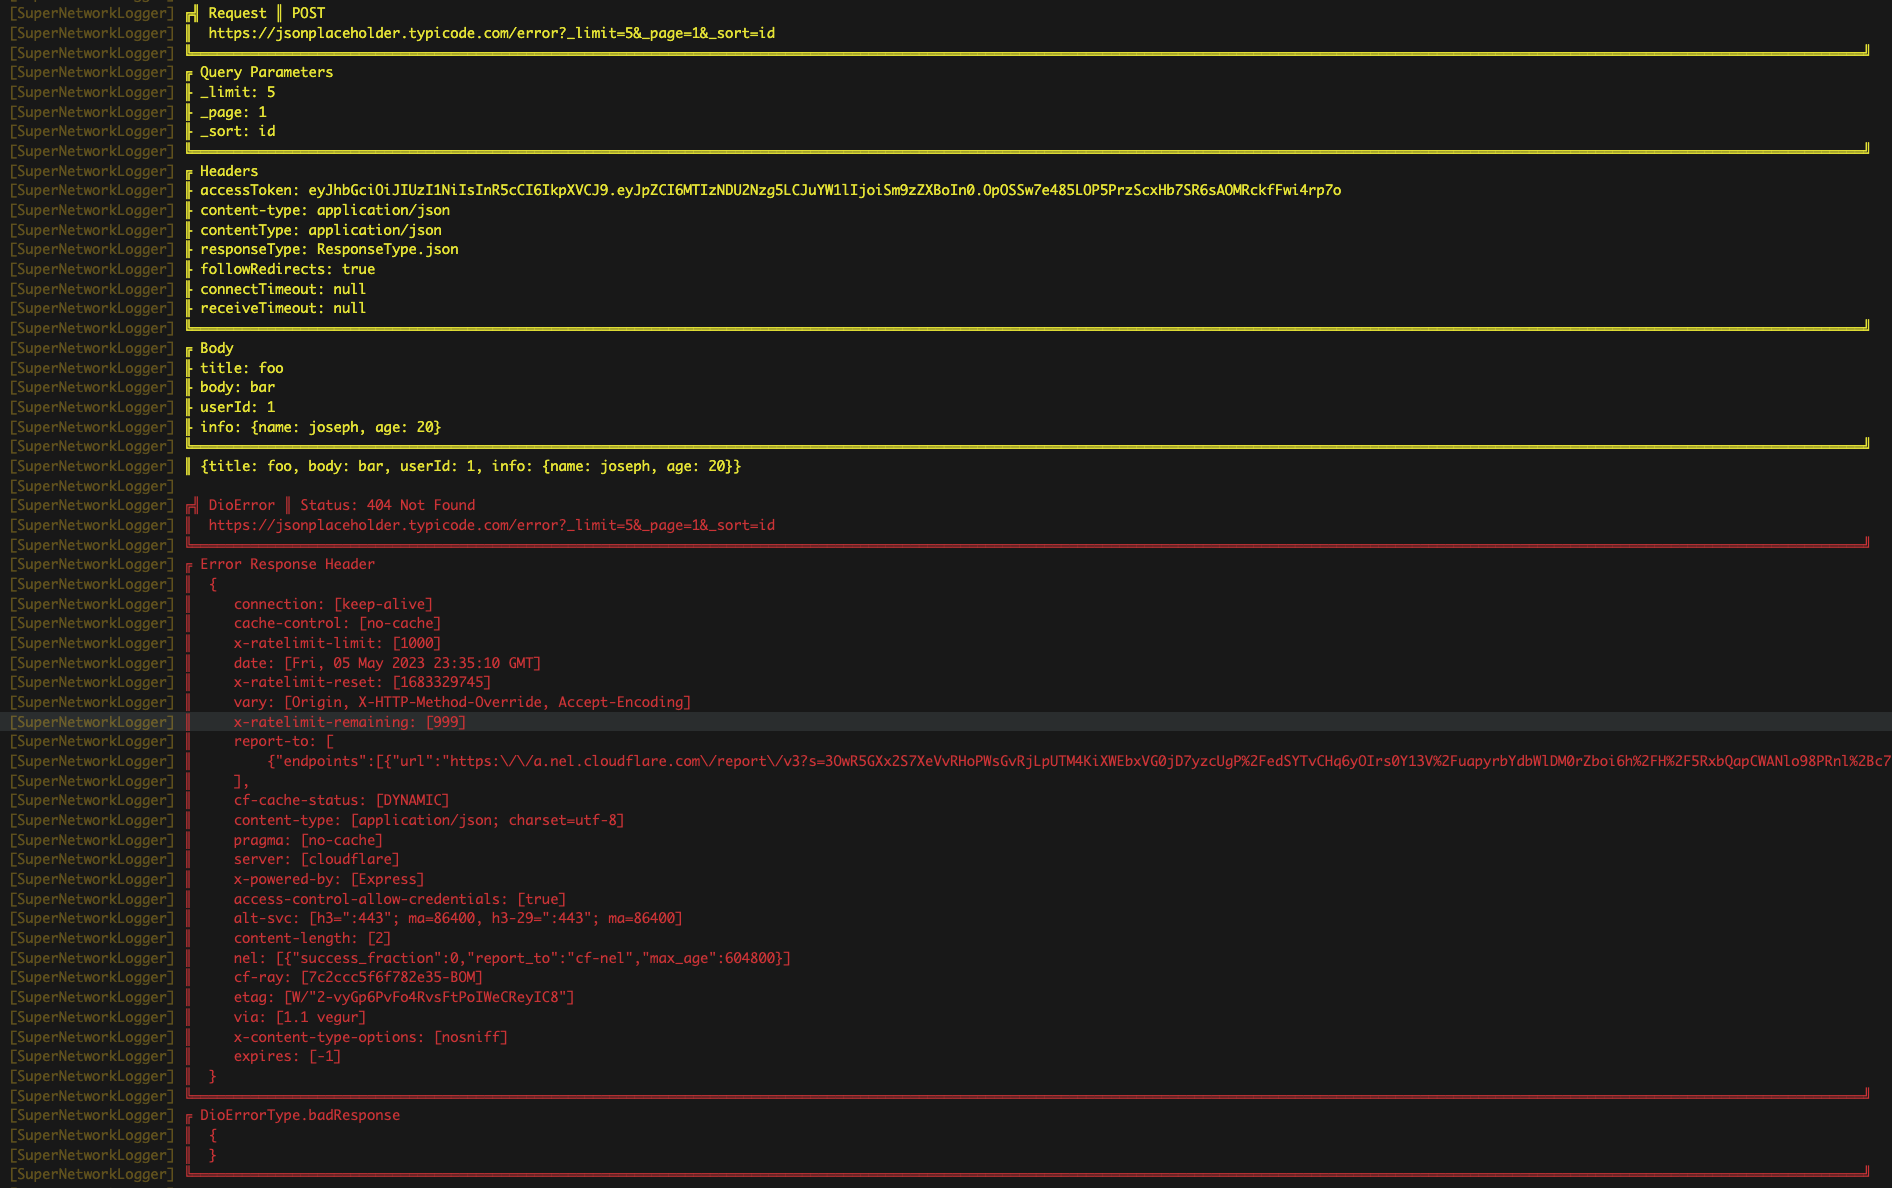 [SuperNetworkLogger] ╔╣ Request ║ POST
[SuperNetworkLogger] ║  https://jsonplaceholder.typicode.com/error?_limit=5&_page=1&_sort=id
[SuperNetworkLogger]
[SuperNetworkLogger] ╔ Query Parameters
[SuperNetworkLogger] ╟ _limit: 5
[SuperNetworkLogger] ╟ _page: 1
[SuperNetworkLogger] ╟ _sort: id
[SuperNetworkLogger]
[SuperNetworkLogger] ╔ Headers
[SuperNetworkLogger] ╟ accessToken: eyJhbGciOiJIUzI1NiIsInR5cCI6IkpXVCJ9.eyJpZCI6MTIzNDU2Nzg5LCJuYW1lIjoiSm9zZXBoIn0.OpOSSw7e485LOP5PrzScxHb7SR6sAOMRckfFwi4rp7o
[SuperNetworkLogger] ╟ content-type: application/json
[SuperNetworkLogger] ╟ contentType: application/json
[SuperNetworkLogger] ╟ responseType: ResponseType.json
[SuperNetworkLogger] ╟ followRedirects: true
[SuperNetworkLogger] ╟ connectTimeout: null
[SuperNetworkLogger] ╟ receiveTimeout: null
[SuperNetworkLogger]
[SuperNetworkLogger] ╔ Body
[SuperNetworkLogger] ╟ title: foo
[SuperNetworkLogger] ╟ body: bar
[SuperNetworkLogger] ╟ userId: 1
[SuperNetworkLogger] ╟ info: {name: joseph, age: 20}
[SuperNetworkLogger]
[SuperNetworkLogger] ║ {title: foo, body: bar, userId: 1, info: {name: joseph, age: 20}}
[SuperNetworkLogger]
[SuperNetworkLogger] ╔╣ DioError ║ Status: 404 Not Found
[SuperNetworkLogger] ║  https://jsonplaceholder.typicode.com/error?_limit=5&_page=1&_sort=id
[SuperNetworkLogger]
[SuperNetworkLogger] ╔ Error Response Header
[SuperNetworkLogger] ║  {
[SuperNetworkLogger] ║     connection: [keep-alive]
[SuperNetworkLogger] ║     cache-control: [no-cache]
[SuperNetworkLogger] ║     x-ratelimit-limit: [1000]
[SuperNetworkLogger] ║     date: [Fri, 05 May 2023 23:35:10 GMT]
[SuperNetworkLogger] ║     x-ratelimit-reset: [1683329745]
[SuperNetworkLogger] ║     vary: [Origin, X-HTTP-Method-Override, Accept-Encoding]
[SuperNetworkLogger] ║     x-ratelimit-remaining: [999]
[SuperNetworkLogger] ║     report-to: [
[SuperNetworkLogger] ║         {"endpoints":[{"url":"https:\/\/a.nel.cloudflare.com\/report\/v3?s=3OwR5GXx2S7XeVvRHoPWsGvRjLpUTM4KiXWEbxVG0jD7yzcUgP%2FedSYTvCHq6yOIrs0Y13V%2FuapyrbYdbWlDM0rZboi6h%2FH%2F5RxbQapCWANlo98PRnl%2Bc7
[SuperNetworkLogger] ║     ],
[SuperNetworkLogger] ║     cf-cache-status: [DYNAMIC]
[SuperNetworkLogger] ║     content-type: [application/json; charset=utf-8]
[SuperNetworkLogger] ║     pragma: [no-cache]
[SuperNetworkLogger] ║     server: [cloudflare]
[SuperNetworkLogger] ║     x-powered-by: [Express]
[SuperNetworkLogger] ║     access-control-allow-credentials: [true]
[SuperNetworkLogger] ║     alt-svc: [h3=":443"; ma=86400, h3-29=":443"; ma=86400]
[SuperNetworkLogger] ║     content-length: [2]
[SuperNetworkLogger] ║     nel: [{"success_fraction":0,"report_to":"cf-nel","max_age":604800}]
[SuperNetworkLogger] ║     cf-ray: [7c2ccc5f6f782e35-BOM]
[SuperNetworkLogger] ║     etag: [W/"2-vyGp6PvFo4RvsFtPoIWeCReyIC8"]
[SuperNetworkLogger] ║     via: [1.1 vegur]
[SuperNetworkLogger] ║     x-content-type-options: [nosniff]
[SuperNetworkLogger] ║     expires: [-1]
[SuperNetworkLogger] ║  }
[SuperNetworkLogger]
[SuperNetworkLogger] ╔ DioErrorType.badResponse
[SuperNetworkLogger] ║  {
[SuperNetworkLogger] ║  }
[SuperNetworkLogger]